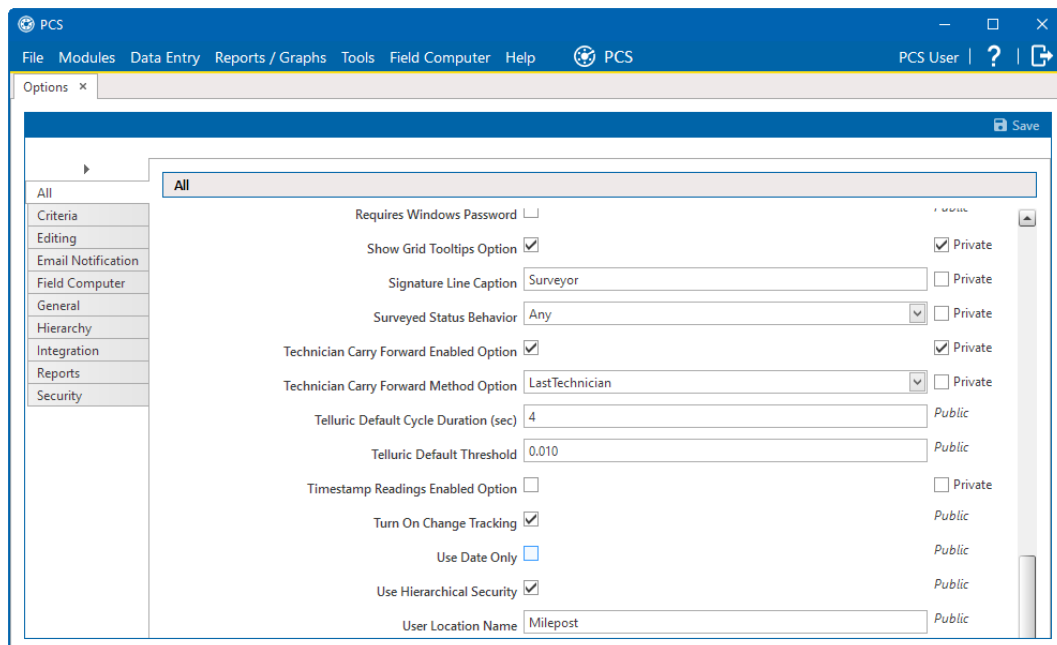 PCS
File Modules Data Entry Reports / Graphs Tools Field Computer Help PCS PCS User | ? |
Options ×
Save
All
Criteria
Editing
Email Notification
Field Computer
General
Hierarchy
Integration
Reports
Security
All
Requires Windows Password Public
Show Grid Tooltips Option Private
Signature Line Caption Surveyor Private
Surveyed Status Behavior Any Private
Technician Carry Forward Enabled Option Private
Technician Carry Forward Method Option LastTechnician Private
Telluric Default Cycle Duration (sec) 4 Public
Telluric Default Threshold 0.010 Public
Timestamp Readings Enabled Option Private
Turn On Change Tracking Public
Use Date Only Public
Use Hierarchical Security Public
User Location Name Milepost Public